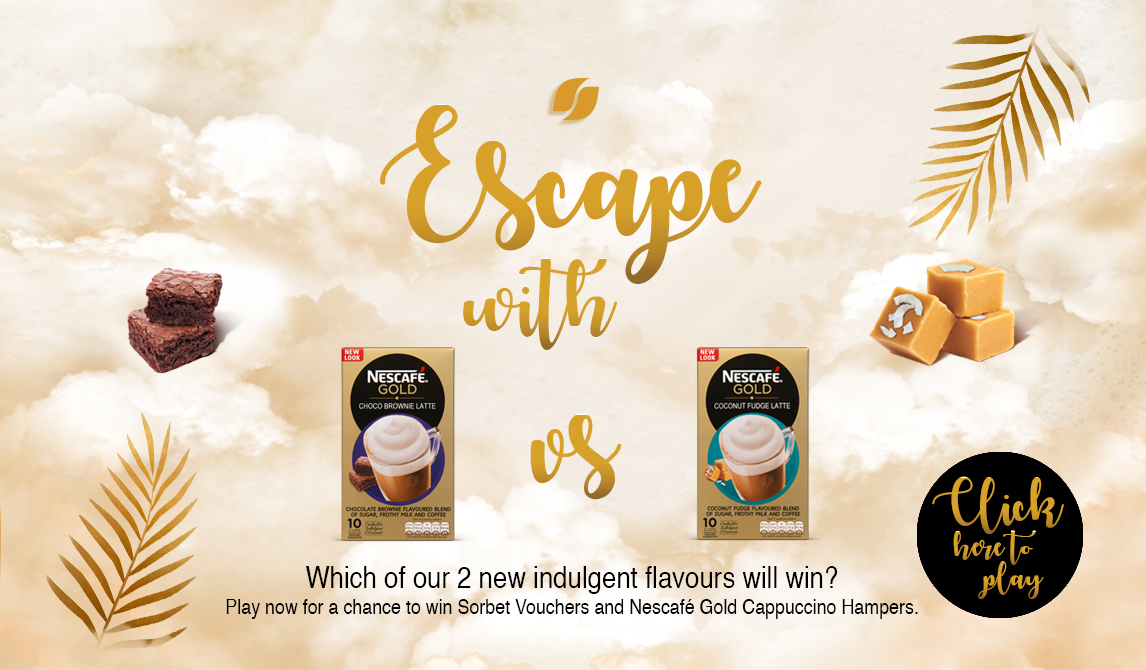 Escape
with
NEW
LOOK
NESCAFÉ
GOLD
CHOCO BROWNIE LATTE
CHOCOLATE BROWNIE FLAVOURED BLEND
OF SUGAR, FROTHY MILK AND COFFEE
10
vs
NEW
LOOK
NESCAFÉ
GOLD
COCONUT FUDGE LATTE
COCONUT FUDGE FLAVOURED BLEND
OF SUGAR, FROTHY MILK AND COFFEE
10
Click
here to
play
Which of our 2 new indulgent flavours will win?
Play now for a chance to win Sorbet Vouchers and Nescafé Gold Cappuccino Hampers.